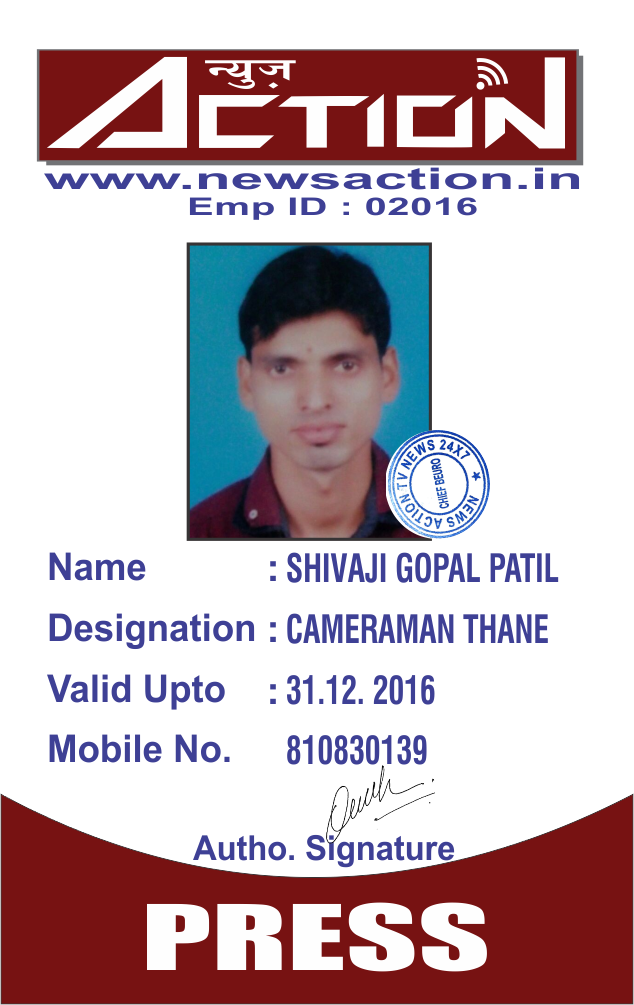 न्यूज़
ACTION
www.newsaction.in
Emp ID : 02016
NEWS ACTION TV NEWS 24X7
CHIEF BEURO
Name : SHIVAJI GOPAL PATIL
Designation : CAMERAMAN THANE
Valid Upto : 31.12. 2016
Mobile No. 810830139
Autho. Signature
PRESS